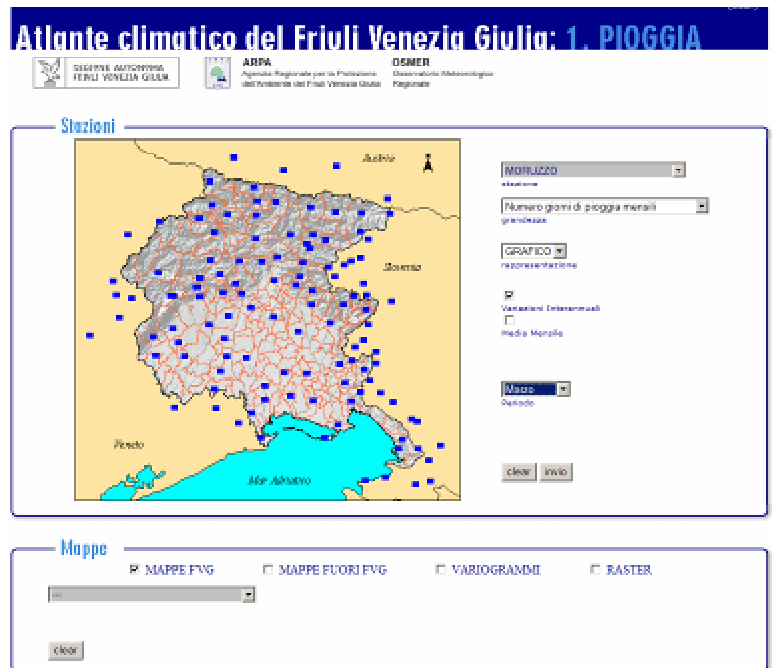 Atlante climatico del Friuli Venezia Giulia: 1. PIOGGIA
REGIONE AUTONOMA
FRIULI VENEZIA GIULIA
ARPA
Agenzia Regionale per la Protezione
dell'Ambiente del Friuli Venezia Giulia
OSMER
Osservatorio Meteorologico
Regionale
Stazioni
Austria
Slovenia
Veneto
Mar Adriatico
MORUZZO
stazione
Numero giorni di pioggia mensili
grandezza
GRAFICO
rappresentazione
Variazioni Interannuali
Media Mensile
Marzo
Periodo
clear invio
Mappe
MAPPE FVG MAPPE FUORI FVG VARIOGRAMMI RASTER
---
clear